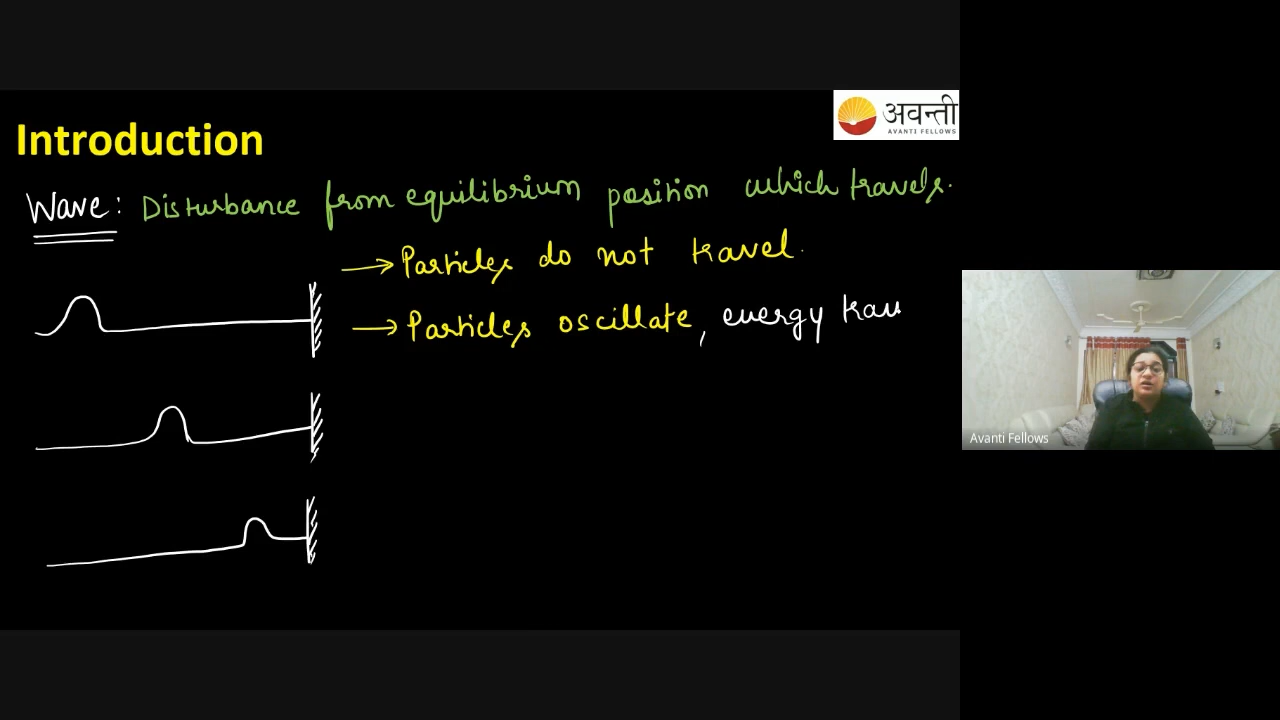 Introduction
अवन्ती
AVANTI FELLOWS
Wave: Disturbance from equilibrium position which travels.
→ Particles do not travel.
→ Particles oscillate, energy trav
Avanti Fellows